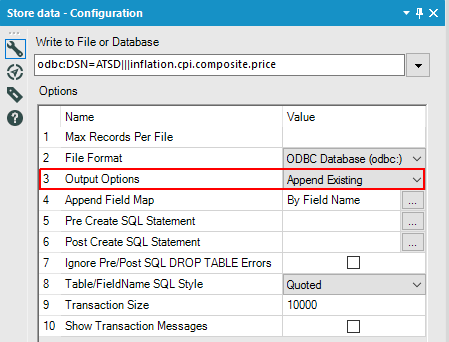 Store data - Configuration
Write to File or Database
odbc:DSN=ATSD|||inflation.cpi.composite.price
Options
Name Value
1 Max Records Per File
2 File Format ODBC Database (odbc:)
3 Output Options Append Existing
4 Append Field Map By Field Name ...
5 Pre Create SQL Statement ...
6 Post Create SQL Statement ...
7 Ignore Pre/Post SQL DROP TABLE Errors
8 Table/FieldName SQL Style Quoted
9 Transaction Size 10000
10 Show Transaction Messages